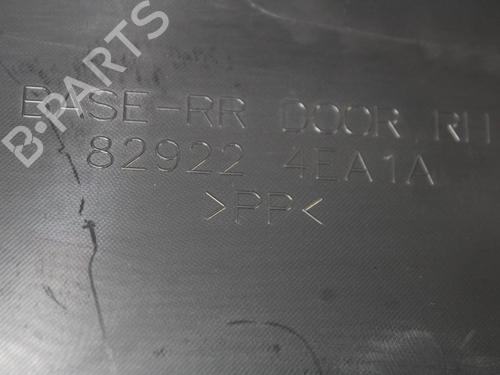 B-PARTS
BASE-RR DOOR RH
82922 4EA1A
>PP<